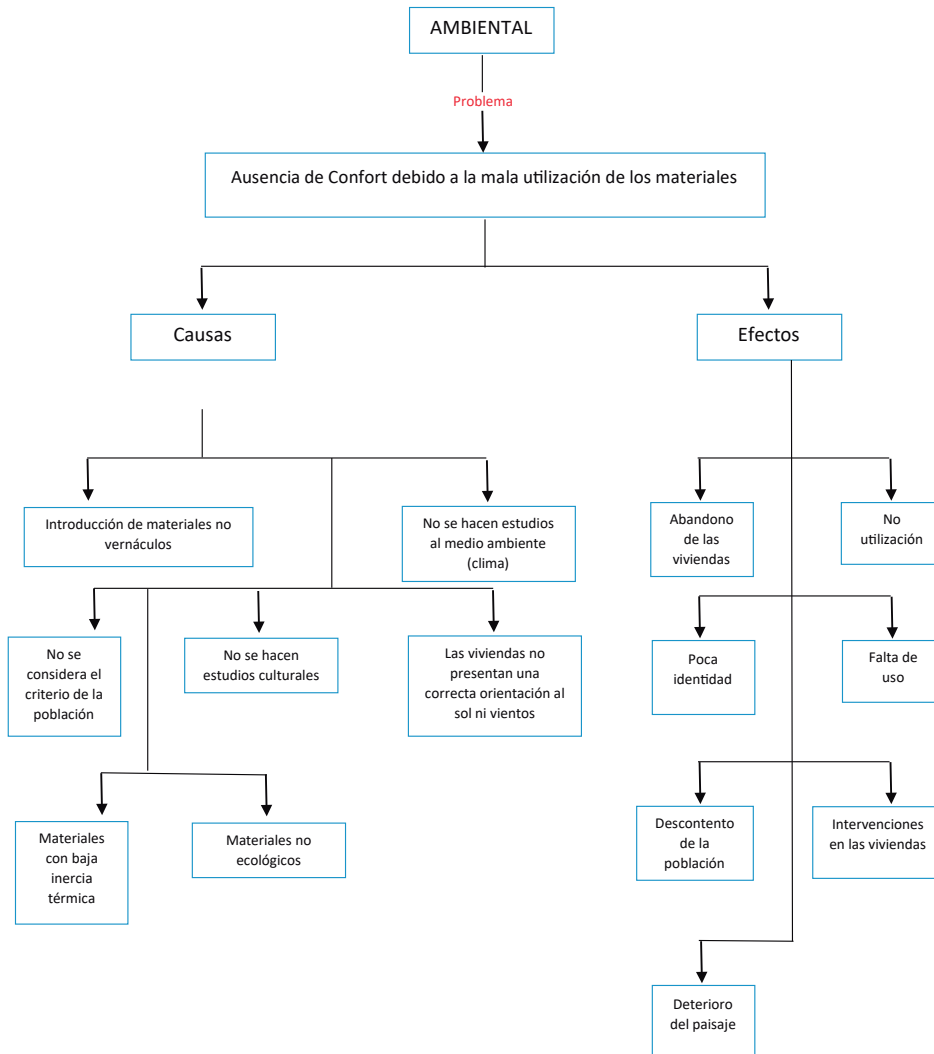 AMBIENTAL
Problema
Ausencia de Confort debido a la mala utilización de los materiales
Causas
Efectos
Introducción de materiales no
vernáculos
No se hacen estudios
al medio ambiente
(clima)
Abandono
de las
viviendas
No
utilización
No se
considera el
criterio de la
población
No se hacen
estudios culturales
Las viviendas no
presentan una
correcta orientación al
sol ni vientos
Poca
identidad
Falta de
uso
Materiales
con baja
inercia
térmica
Materiales no
ecológicos
Descontento
de la
población
Intervenciones
en las viviendas
Deterioro
del paisaje